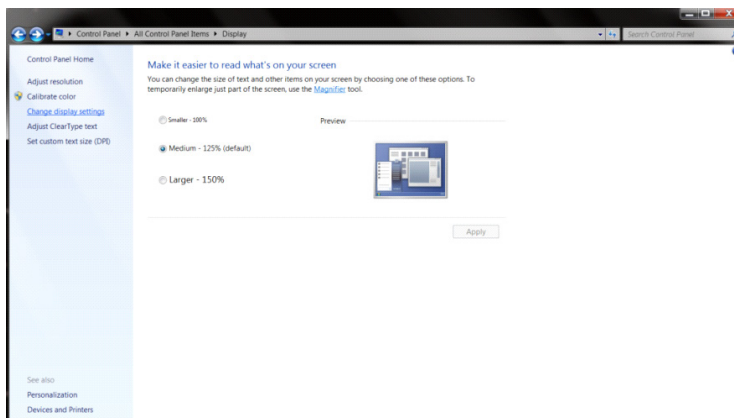 Control Panel ▸ All Control Panel Items ▸ Display
Search Control Panel
Control Panel Home
Adjust resolution
Calibrate color
Change display settings
Adjust ClearType text
Set custom text size (DPI)
Make it easier to read what's on your screen
You can change the size of text and other items on your screen by choosing one of these options. To
temporarily enlarge just part of the screen, use the Magnifier tool.
Smaller - 100%
Preview
Medium - 125% (default)
Larger - 150%
Apply
See also
Personalization
Devices and Printers